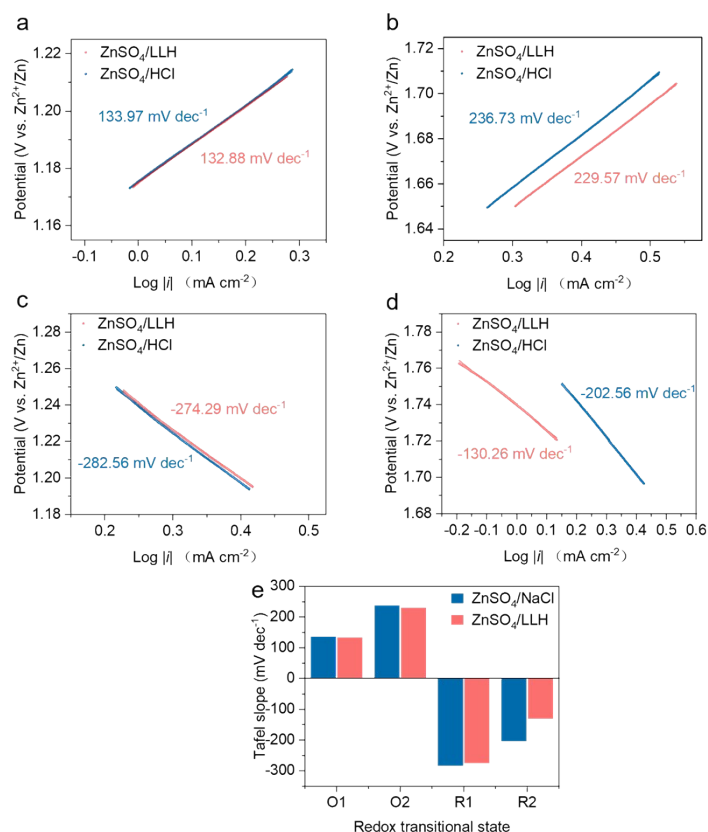 a
ZnSO₄/LLH
ZnSO₄/HCl
133.97 mV dec⁻¹
132.88 mV dec⁻¹
Potential (V vs. Zn²⁺/Zn)
1.22
1.20
1.18
1.16
-0.1 0.0 0.1 0.2 0.3
Log |i| （mA cm⁻²）
b
ZnSO₄/LLH
ZnSO₄/HCl
236.73 mV dec⁻¹
229.57 mV dec⁻¹
Potential (V vs. Zn²⁺/Zn)
1.72
1.70
1.68
1.66
1.64
0.2 0.3 0.4 0.5
Log |i| （mA cm⁻²）
c
ZnSO₄/LLH
ZnSO₄/HCl
-274.29 mV dec⁻¹
-282.56 mV dec⁻¹
Potential (V vs. Zn²⁺/Zn)
1.28
1.26
1.24
1.22
1.20
1.18
0.2 0.3 0.4 0.5
Log |i| （mA cm⁻²）
d
ZnSO₄/LLH
ZnSO₄/HCl
-202.56 mV dec⁻¹
-130.26 mV dec⁻¹
Potential (V vs. Zn²⁺/Zn)
1.78
1.76
1.74
1.72
1.70
1.68
-0.2 -0.1 0.0 0.1 0.2 0.3 0.4 0.5 0.6
Log |i| （mA cm⁻²）
e
ZnSO₄/NaCl
ZnSO₄/LLH
Tafel slope (mV dec⁻¹)
300
200
100
0
-100
-200
-300
O1 O2 R1 R2
Redox transitional state